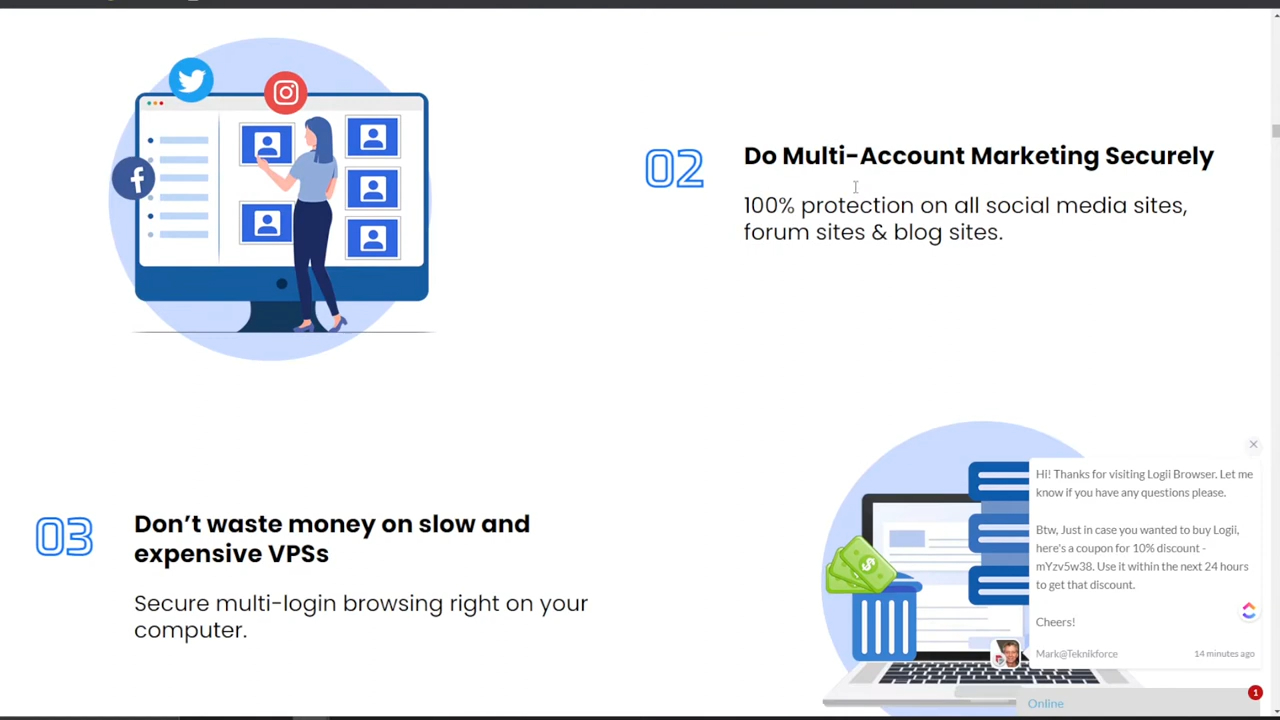 02
Do Multi-Account Marketing Securely
100% protection on all social media sites,
forum sites & blog sites.
03
Don’t waste money on slow and
expensive VPSs
Secure multi-login browsing right on your
computer.
Hi! Thanks for visiting Logii Browser. Let me
know if you have any questions please.
Btw, Just in case you wanted to buy Logii,
here's a coupon for 10% discount -
mYzv5w38. Use it within the next 24 hours
to get that discount.
Cheers!
Mark@Teknikforce
14 minutes ago
Online
1